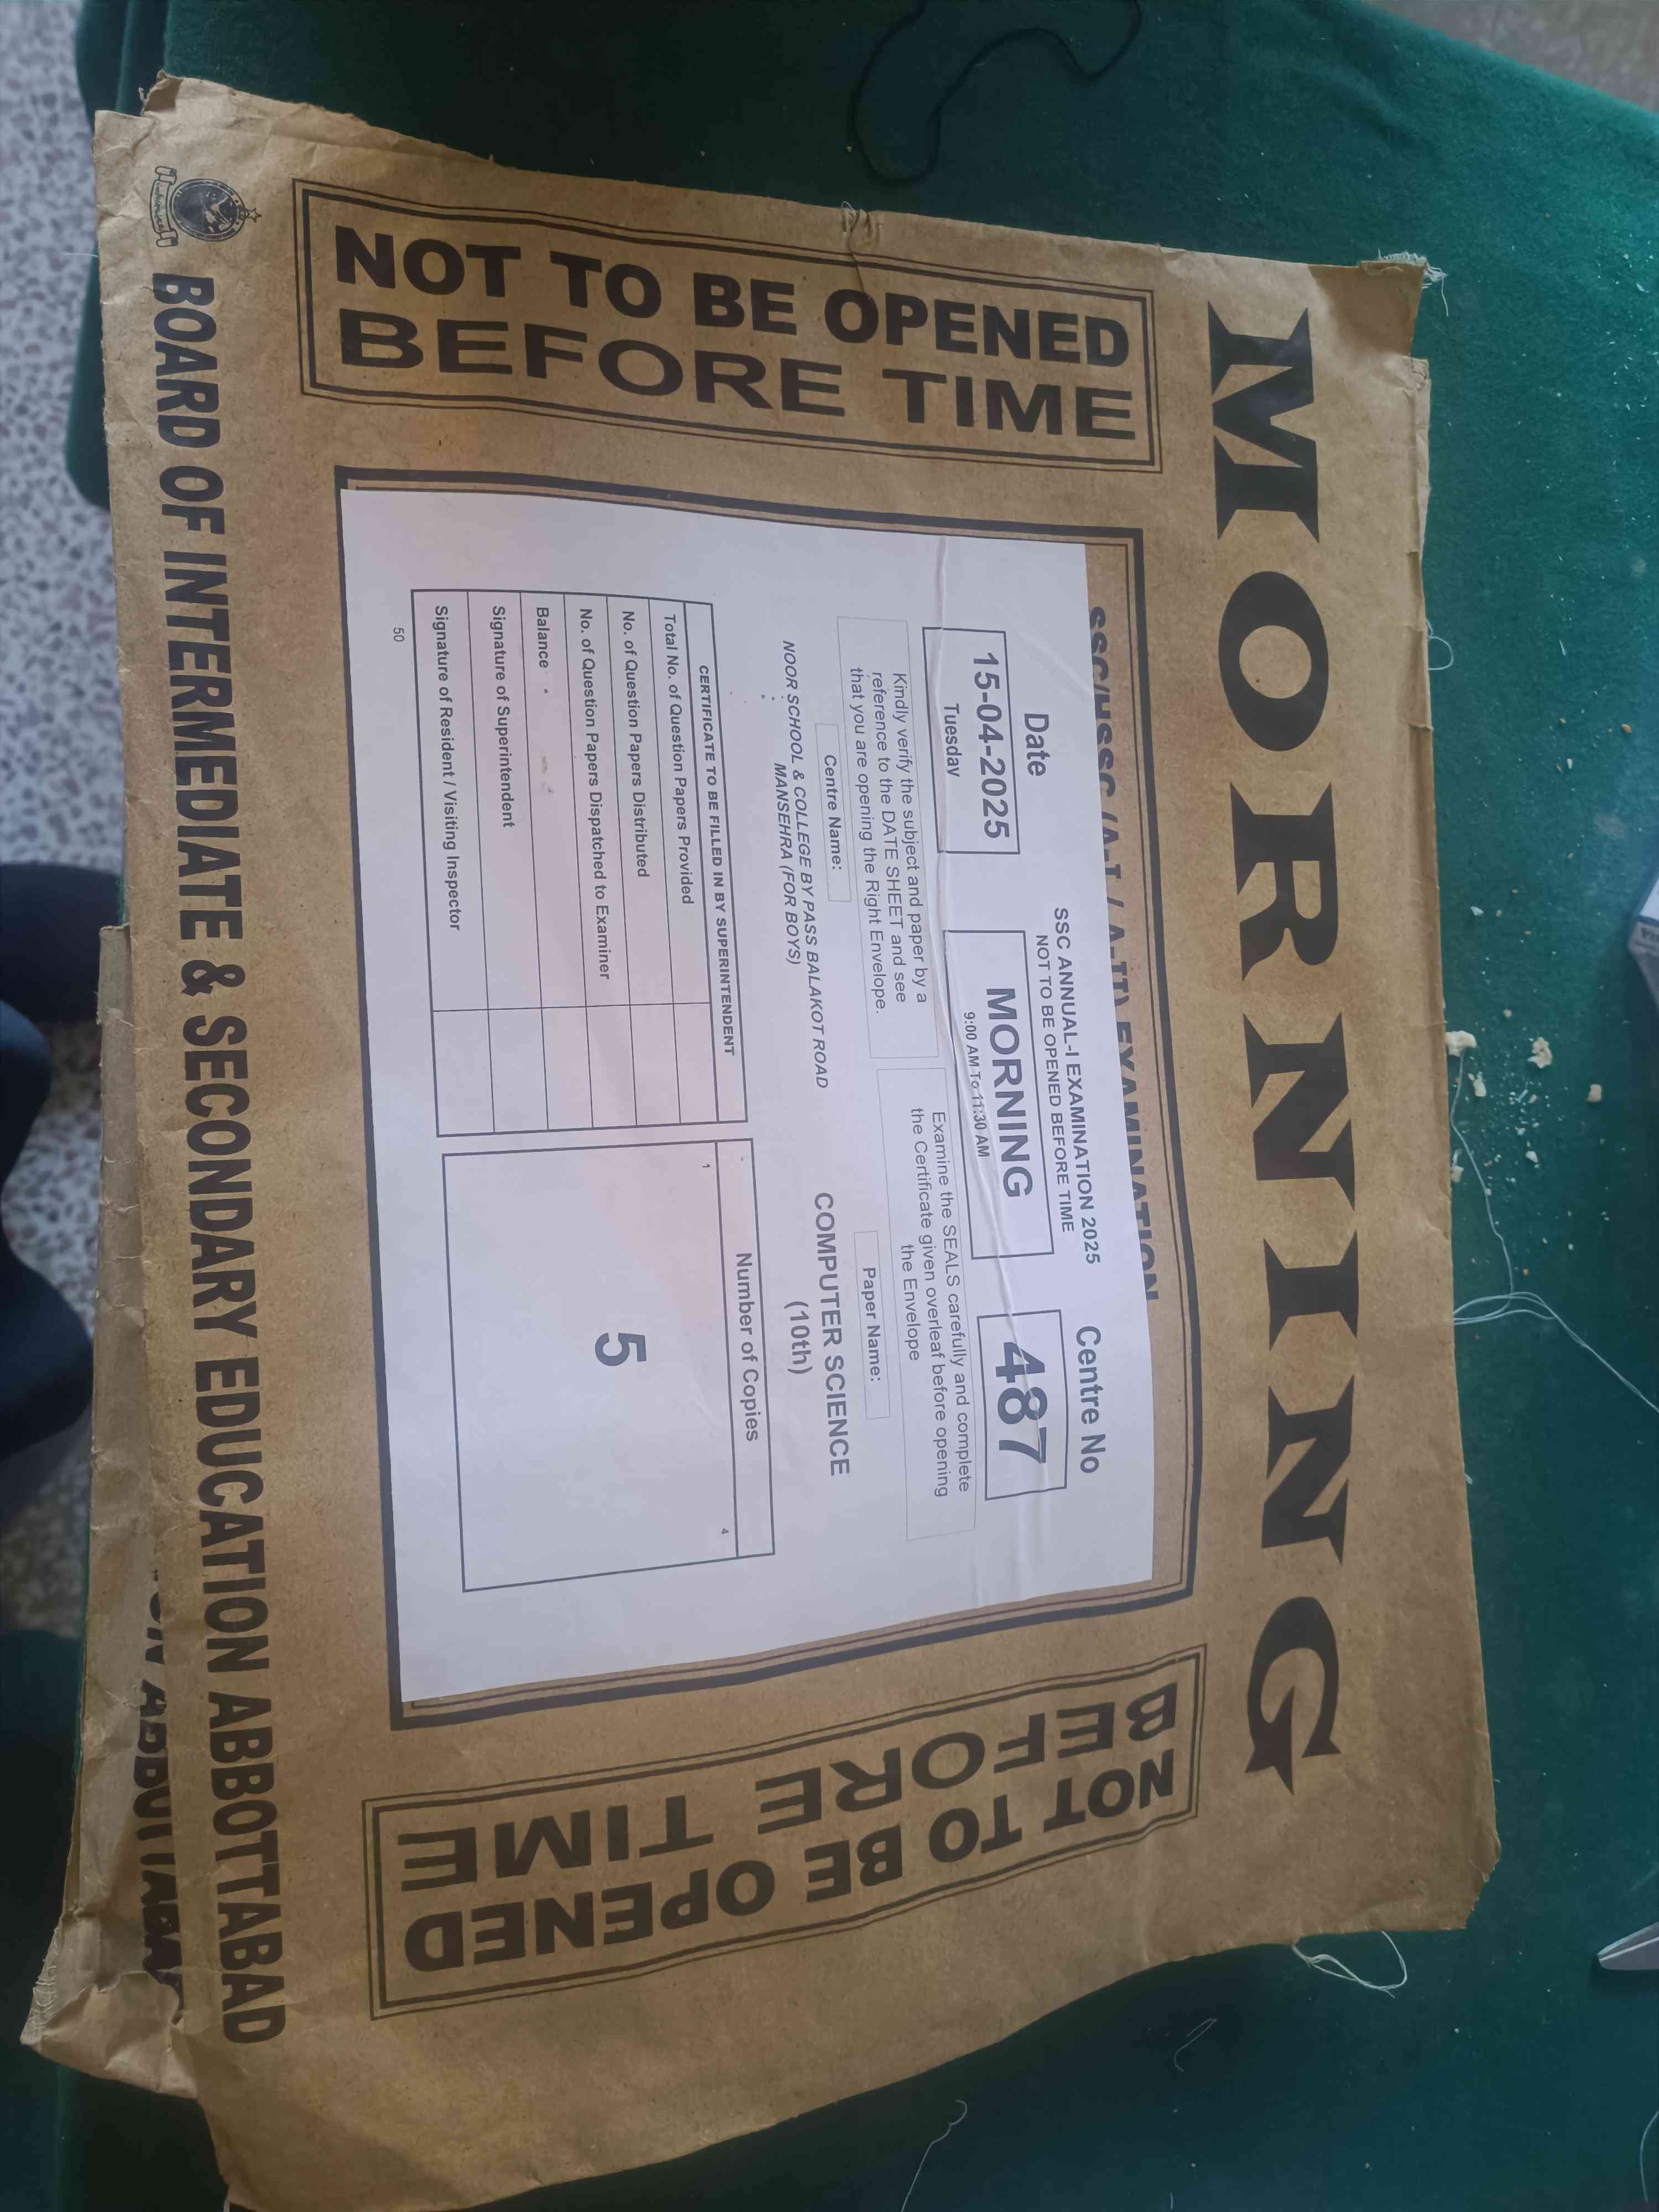 MORNING
NOT TO BE OPENED
BEFORE TIME
SSC/HSSC (A-I / A-II) EXAMINATION
SSC ANNUAL-I EXAMINATION 2025
NOT TO BE OPENED BEFORE TIME
Date
Centre No
15-04-2025
Tuesday
MORNING
9:00 AM To 11:30 AM
487
Kindly verify the subject and paper by a
reference to the DATE SHEET and see
that you are opening the Right Envelope.
Examine the SEALS carefully and complete
the Certificate given overleaf before opening
the Envelope
Centre Name:
Paper Name:
NOOR SCHOOL & COLLEGE BY PASS BALAKOT ROAD
MANSEHRA (FOR BOYS)
COMPUTER SCIENCE
(10th)
CERTIFICATE TO BE FILLED IN BY SUPERINTENDENT
Total No. of Question Papers Provided
No. of Question Papers Distributed
No. of Question Papers Dispatched to Examiner
Balance
Signature of Superintendent
Signature of Resident / Visiting Inspector
50
Number of Copies
1
4
5
NOT TO BE OPENED
BEFORE TIME
BOARD OF INTERMEDIATE & SECONDARY EDUCATION ABBOTTABAD